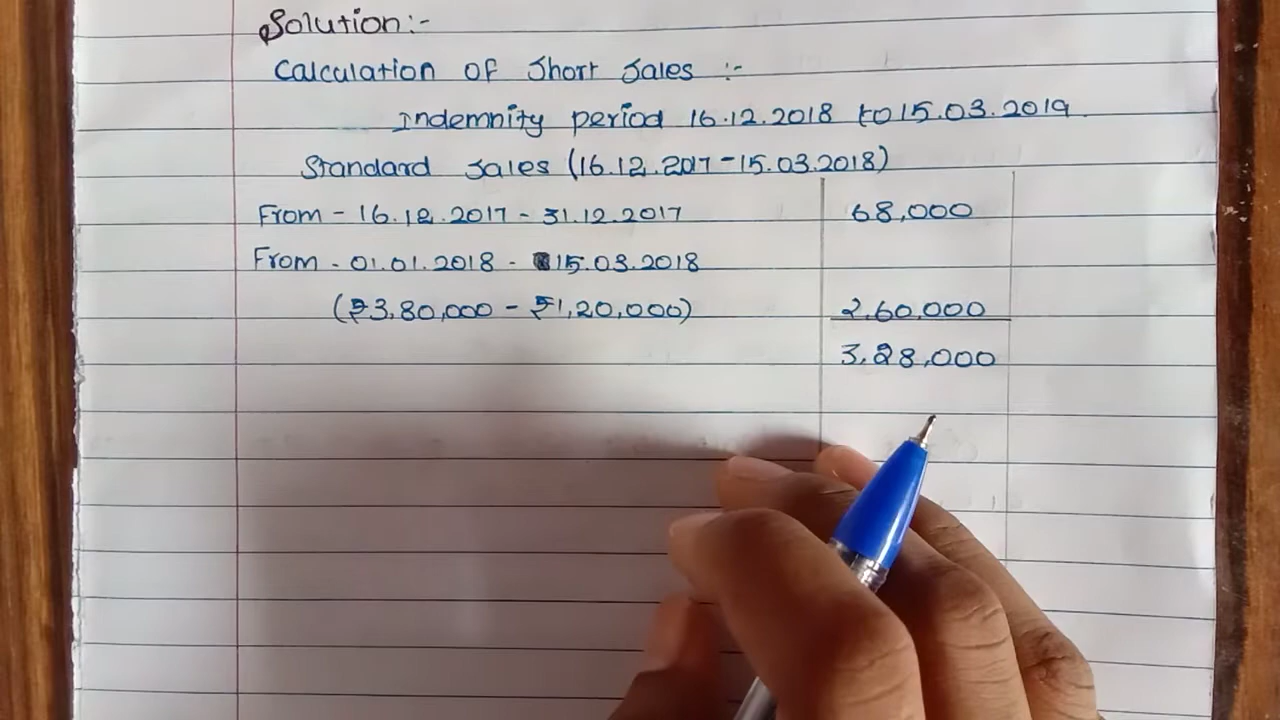 Solution:-
Calculation of Short Sales :-
Indemnity period 16.12.2018 to 15.03.2019
Standard Sales (16.12.2017 - 15.03.2018)
From - 16.12.2017 - 31.12.2017 68,000
From - 01.01.2018 - 15.03.2018
(₹3,80,000 - ₹1,20,000) 2,60,000
3,28,000